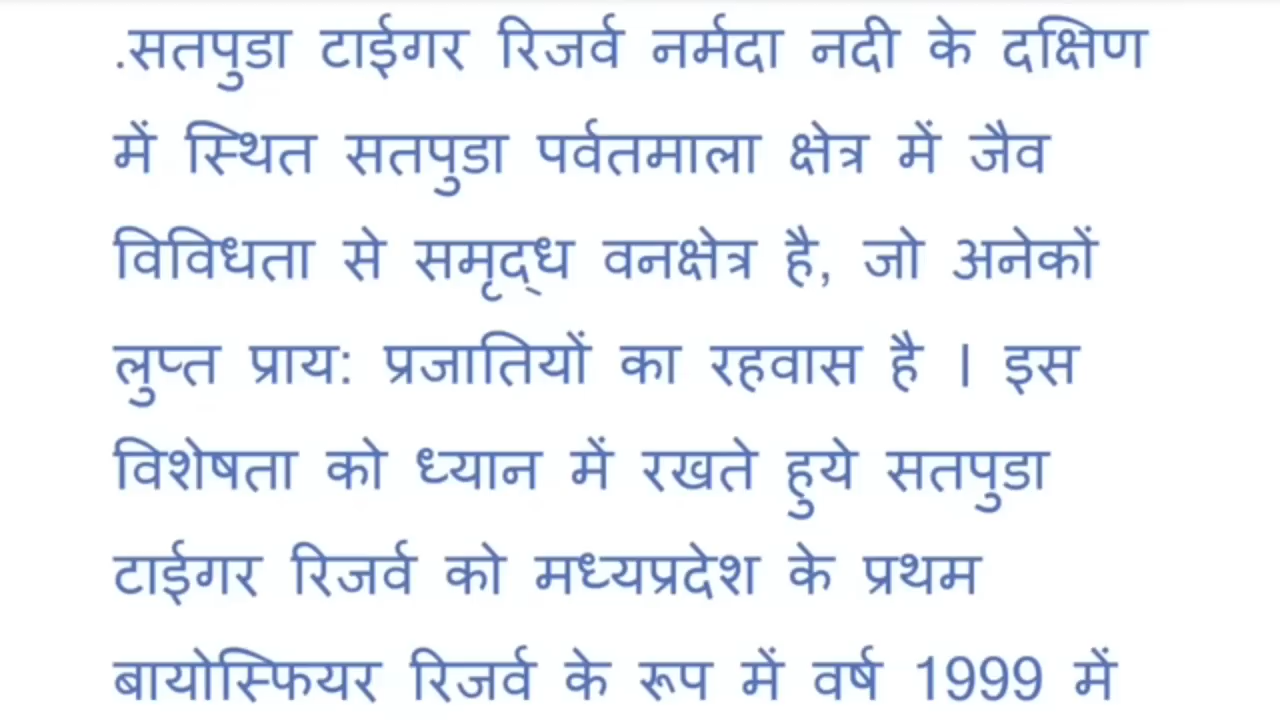 .सतपुडा टाईगर रिजर्व नर्मदा नदी के दक्षिण
में स्थित सतपुडा पर्वतमाला क्षेत्र में जैव
विविधता से समृद्‌ध वनक्षेत्र है, जो अनेकों
लुप्त प्राय: प्रजातियों का रहवास है । इस
विशेषता को ध्यान में रखते हुये सतपुडा
टाईगर रिजर्व को मध्यप्रदेश के प्रथम
बायोस्फियर रिजर्व के रूप में वर्ष 1999 में